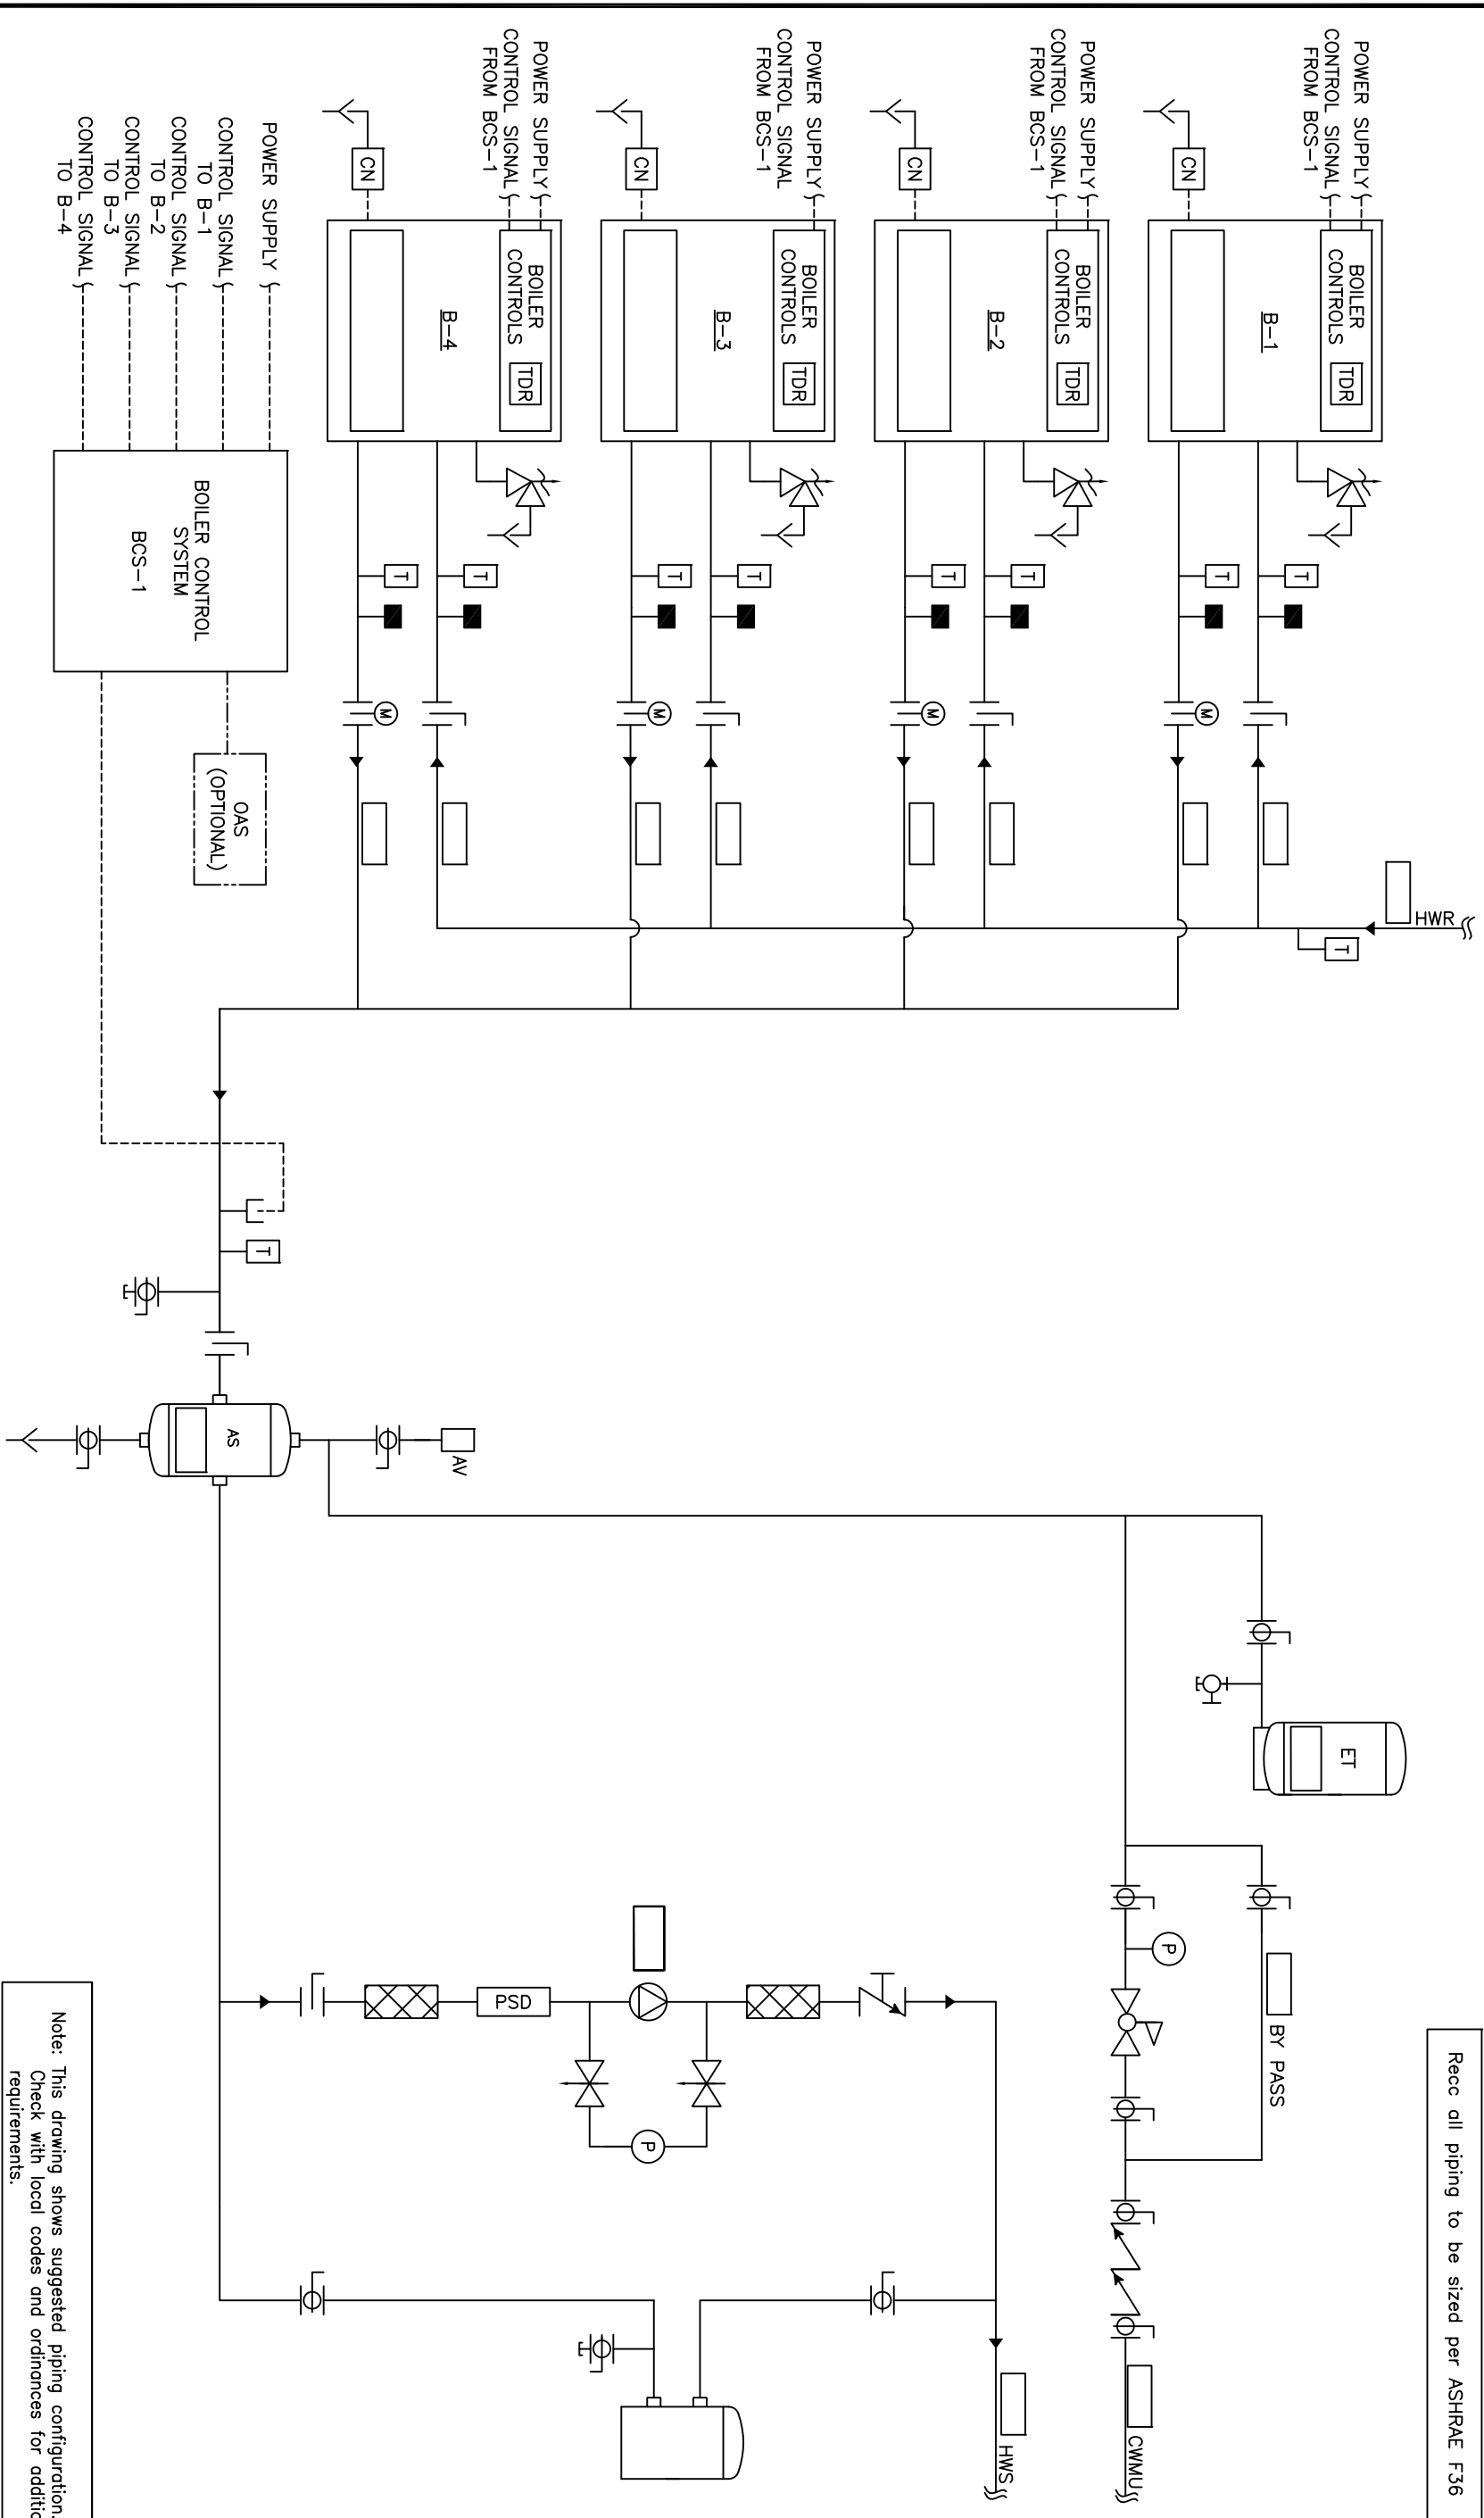 Recc all piping to be sized per ASHRAE F36
HWR
T
POWER SUPPLY
CONTROL SIGNAL
FROM BCS-1
BOILER
CONTROLS
TDR
B-1
CN
T
T
M
ET
BY PASS
P
CWMU
POWER SUPPLY
CONTROL SIGNAL
FROM BCS-1
BOILER
CONTROLS
TDR
B-2
CN
T
T
M
HWS
POWER SUPPLY
CONTROL SIGNAL
FROM BCS-1
BOILER
CONTROLS
TDR
B-3
CN
T
T
M
P
PSD
POWER SUPPLY
CONTROL SIGNAL
FROM BCS-1
BOILER
CONTROLS
TDR
B-4
CN
T
T
M
AV
AS
T
POWER SUPPLY
CONTROL SIGNAL
TO B-1
CONTROL SIGNAL
TO B-2
CONTROL SIGNAL
TO B-3
CONTROL SIGNAL
TO B-4
BOILER CONTROL
SYSTEM
BCS-1
OAS
(OPTIONAL)
Note: This drawing shows suggested piping configuration.
Check with local codes and ordinances for additio
requirements.